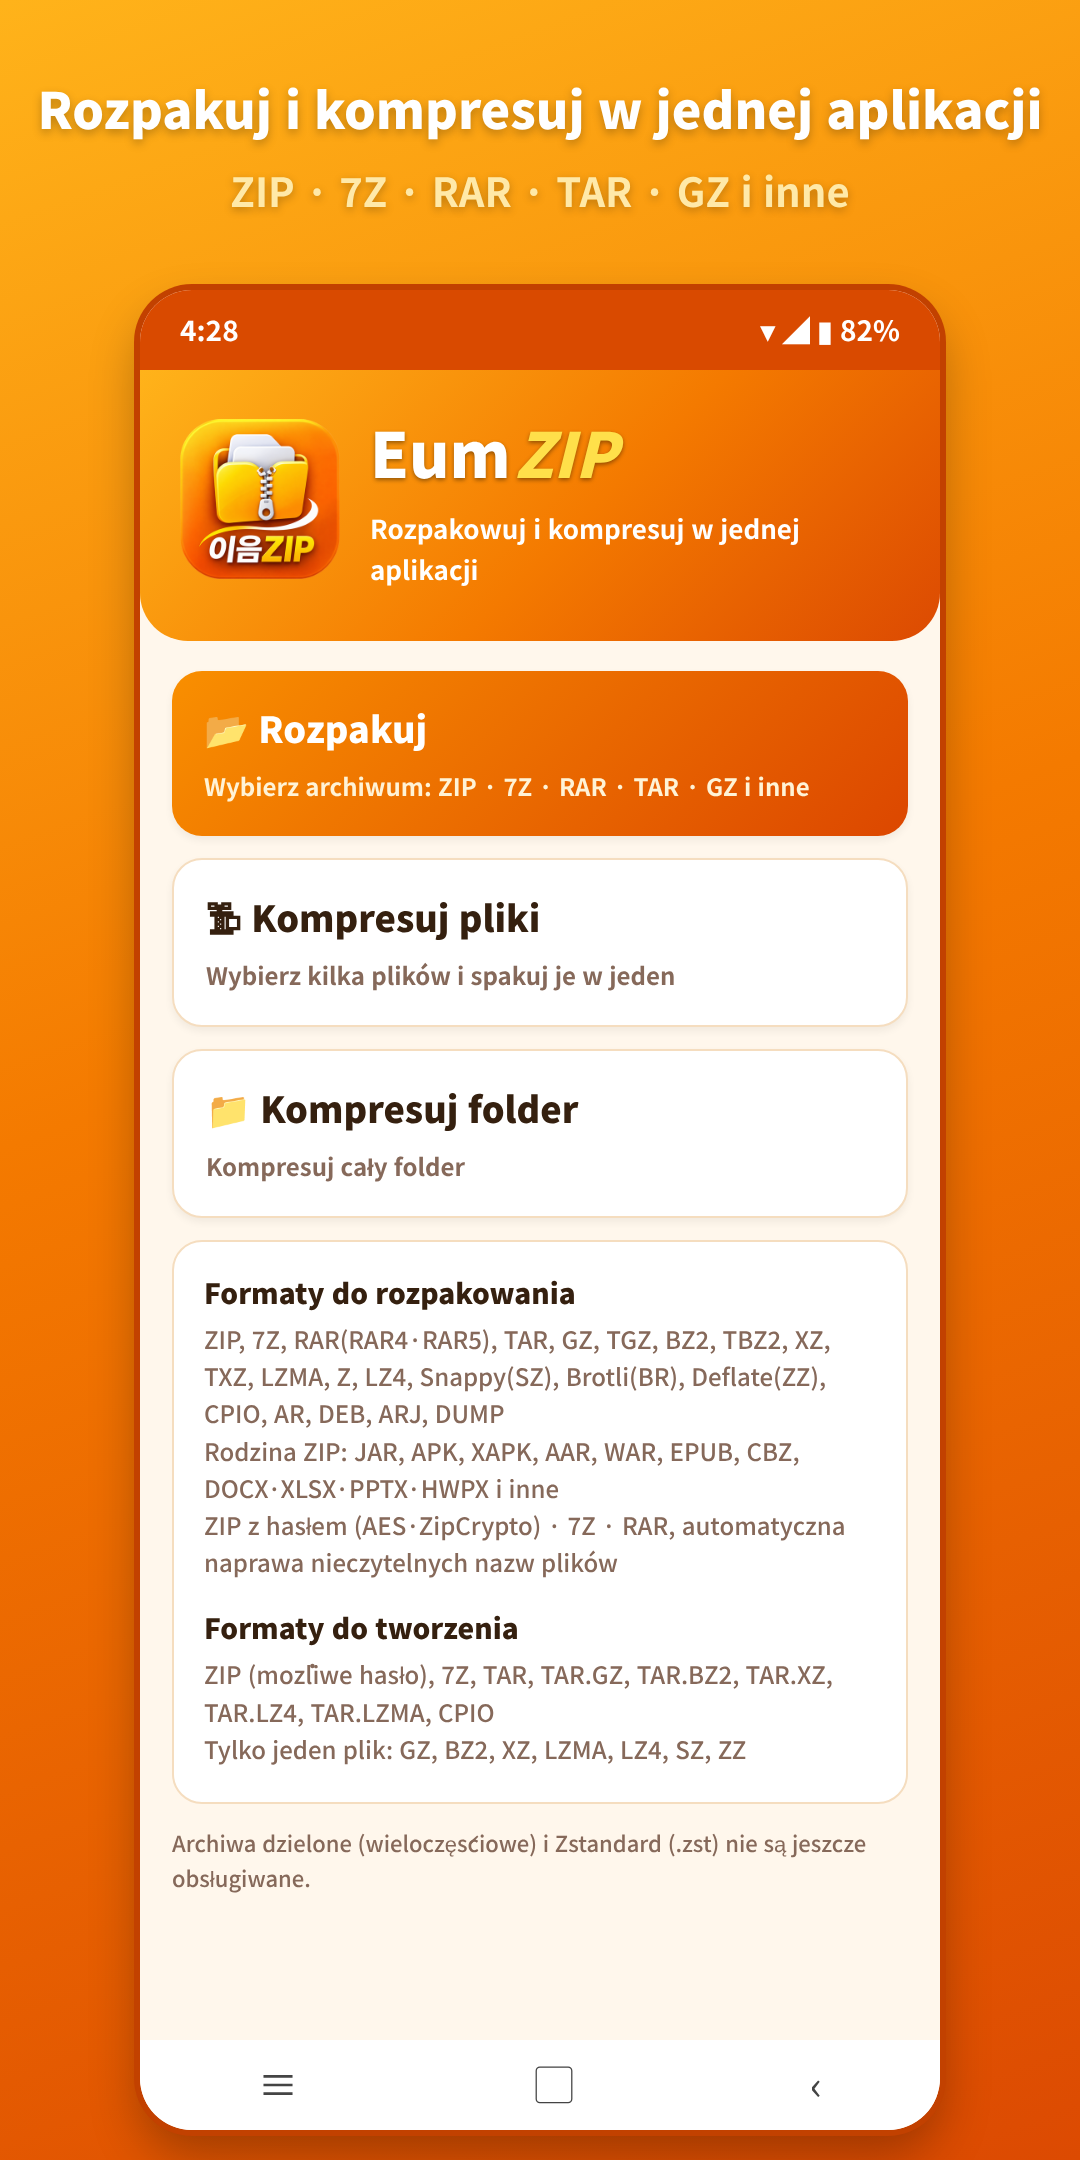 Rozpakuj i kompresuj w jednej aplikacji
ZIP · 7Z · RAR · TAR · GZ i inne
4:28
82%
이음ZIP
EumZIP
Rozpakowuj i kompresuj w jednej
aplikacji
Rozpakuj
Wybierz archiwum: ZIP · 7Z · RAR · TAR · GZ i inne
Kompresuj pliki
Wybierz kilka plików i spakuj je w jeden
Kompresuj folder
Kompresuj cały folder
Formaty do rozpakowania
ZIP, 7Z, RAR(RAR4·RAR5), TAR, GZ, TGZ, BZ2, TBZ2, XZ,
TXZ, LZMA, Z, LZ4, Snappy(SZ), Brotli(BR), Deflate(ZZ),
CPIO, AR, DEB, ARJ, DUMP
Rodzina ZIP: JAR, APK, XAPK, AAR, WAR, EPUB, CBZ,
DOCX·XLSX·PPTX·HWPX i inne
ZIP z hasłem (AES·ZipCrypto) · 7Z · RAR, automatyczna
naprawa nieczytelnych nazw plików
Formaty do tworzenia
ZIP (możliwe hasło), 7Z, TAR, TAR.GZ, TAR.BZ2, TAR.XZ,
TAR.LZ4, TAR.LZMA, CPIO
Tylko jeden plik: GZ, BZ2, XZ, LZMA, LZ4, SZ, ZZ
Archiwa dzielone (wieloczęściowe) i Zstandard (.zst) nie są jeszcze
obsługiwane.